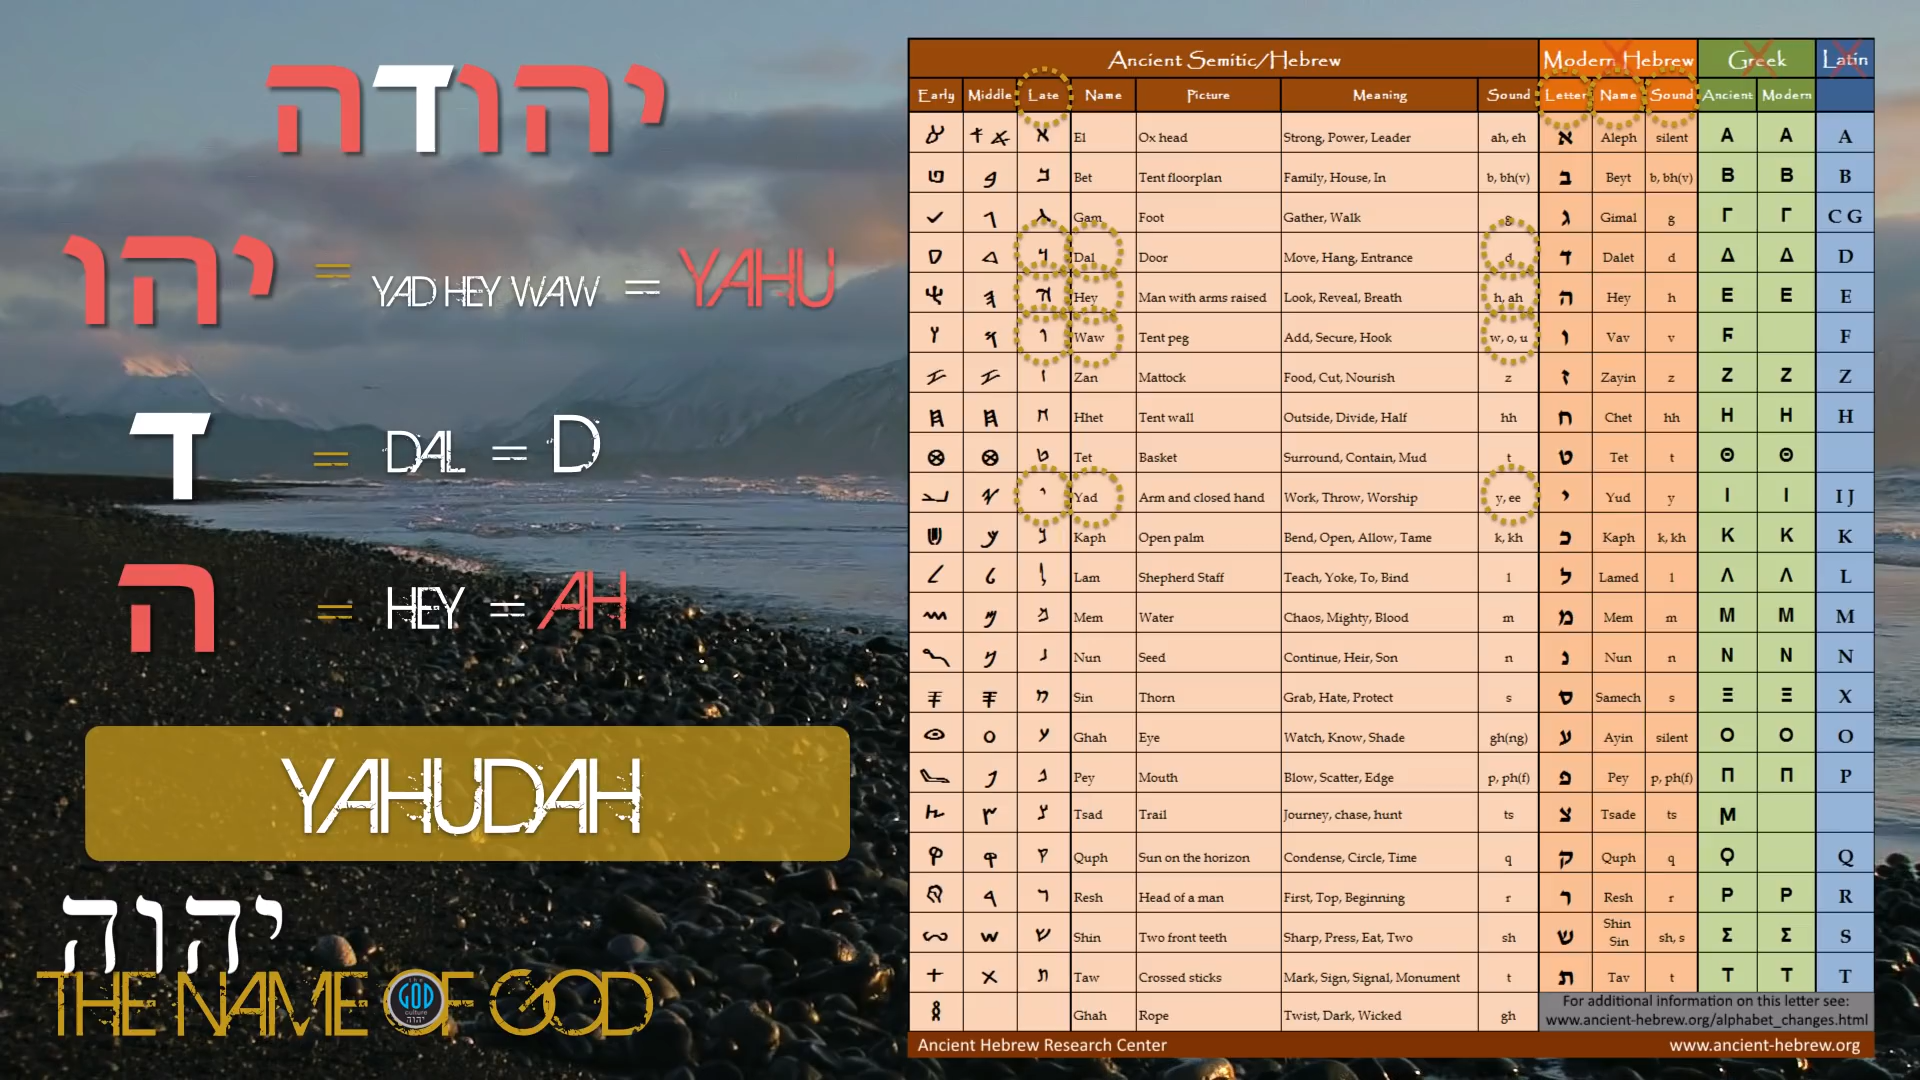 יהודה
יהו = YAD HEY WAW = YAHU
ד = DAL = D
ה = HEY = AH
YAHUDAH
יהוה
THE NAME OF GOD
THE GOD culture יהוה
Ancient Semitic/Hebrew Modern Hebrew Greek Latin
Early Middle Late Name Picture Meaning Sound Letter Name Sound Ancient Modern
El Ox head Strong, Power, Leader ah, eh א Aleph silent A A A
Bet Tent floorplan Family, House, In b, bh(v) ב Beyt b, bh(v) B B B
Gam Foot Gather, Walk g ג Gimal g Γ Γ C G
Dal Door Move, Hang, Entrance d ד Dalet d Δ Δ D
Hey Man with arms raised Look, Reveal, Breath h, ah ה Hey h E E E
Waw Tent peg Add, Secure, Hook w, o, u ו Vav v F F
Zan Mattock Food, Cut, Nourish z ז Zayin z Z Z Z
Hhet Tent wall Outside, Divide, Half hh ח Chet hh H H H
Tet Basket Surround, Contain, Mud t ט Tet t Θ Θ
Yad Arm and closed hand Work, Throw, Worship y, ee י Yud y I I I J
Kaph Open palm Bend, Open, Allow, Tame k, kh כ Kaph k, kh K K K
Lam Shepherd Staff Teach, Yoke, To, Bind l ל Lamed l Λ Λ L
Mem Water Chaos, Mighty, Blood m מ Mem m M M M
Nun Seed Continue, Heir, Son n נ Nun n N N N
Sin Thorn Grab, Hate, Protect s ס Samech s Ξ Ξ X
Ghah Eye Watch, Know, Shade gh(ng) ע Ayin silent O O O
Pey Mouth Blow, Scatter, Edge p, ph(f) פ Pey p, ph(f) Π Π P
Tsad Trail Journey, chase, hunt ts צ Tsade ts M
Quph Sun on the horizon Condense, Circle, Time q ק Quph q Ϙ Q
Resh Head of a man First, Top, Beginning r ר Resh r P P R
Shin Two front teeth Sharp, Press, Eat, Two sh ש Shin Sin sh, s Σ Σ S
Taw Crossed sticks Mark, Sign, Signal, Monument t ת Tav t T T T
Ghah Rope Twist, Dark, Wicked gh
For additional information on this letter see:
www.ancient-hebrew.org/alphabet_changes.html
Ancient Hebrew Research Center www.ancient-hebrew.org